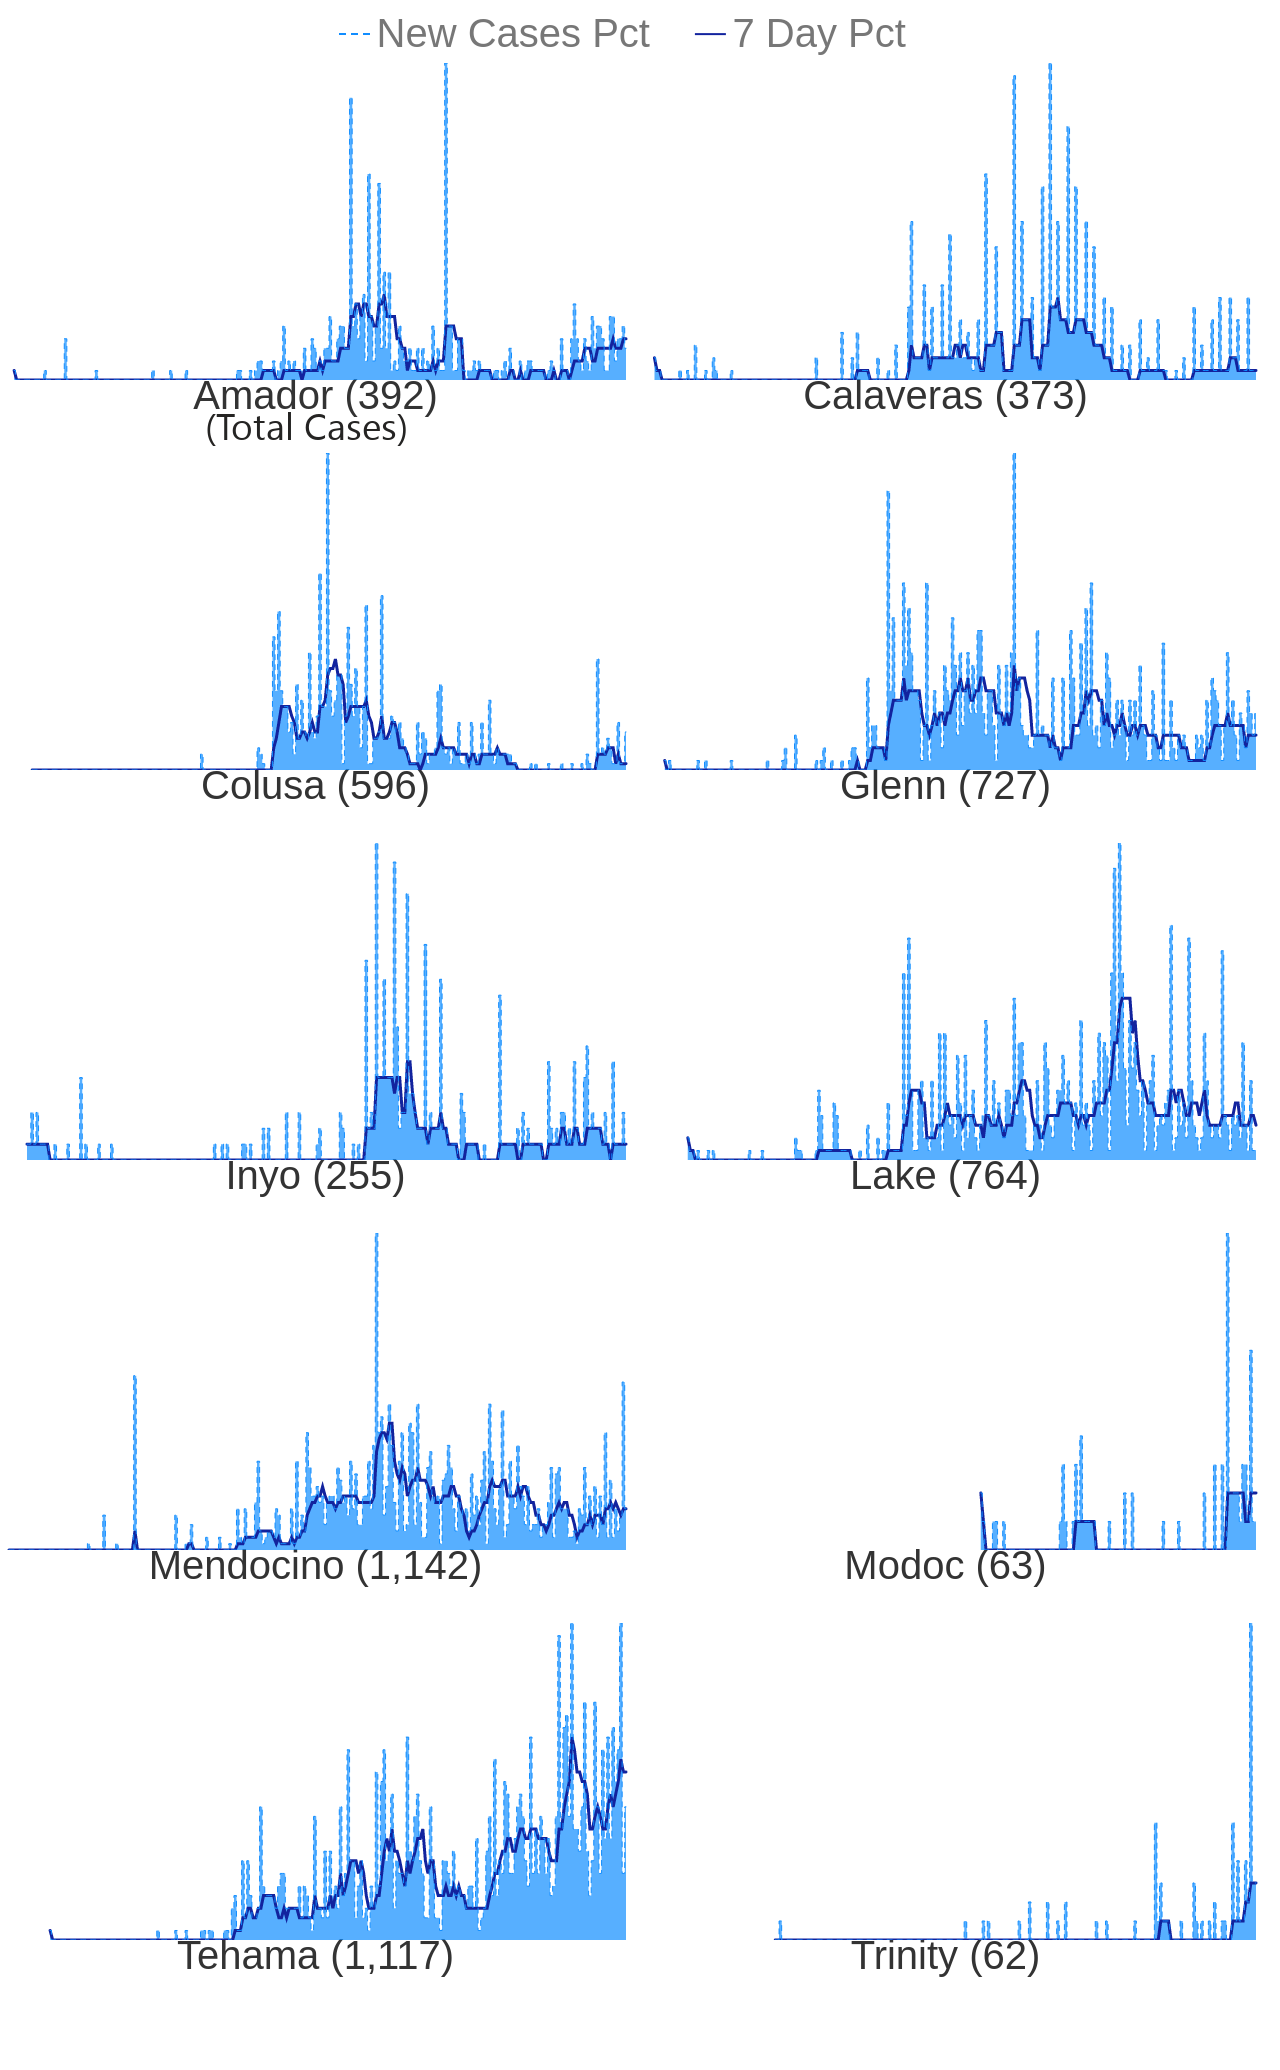 New Cases Pct 7 Day Pct
Amador (392) Calaveras (373)
(Total Cases)
Colusa (596) Glenn (727)
Inyo (255) Lake (764)
Mendocino (1,142) Modoc (63)
Tehama (1,117) Trinity (62)